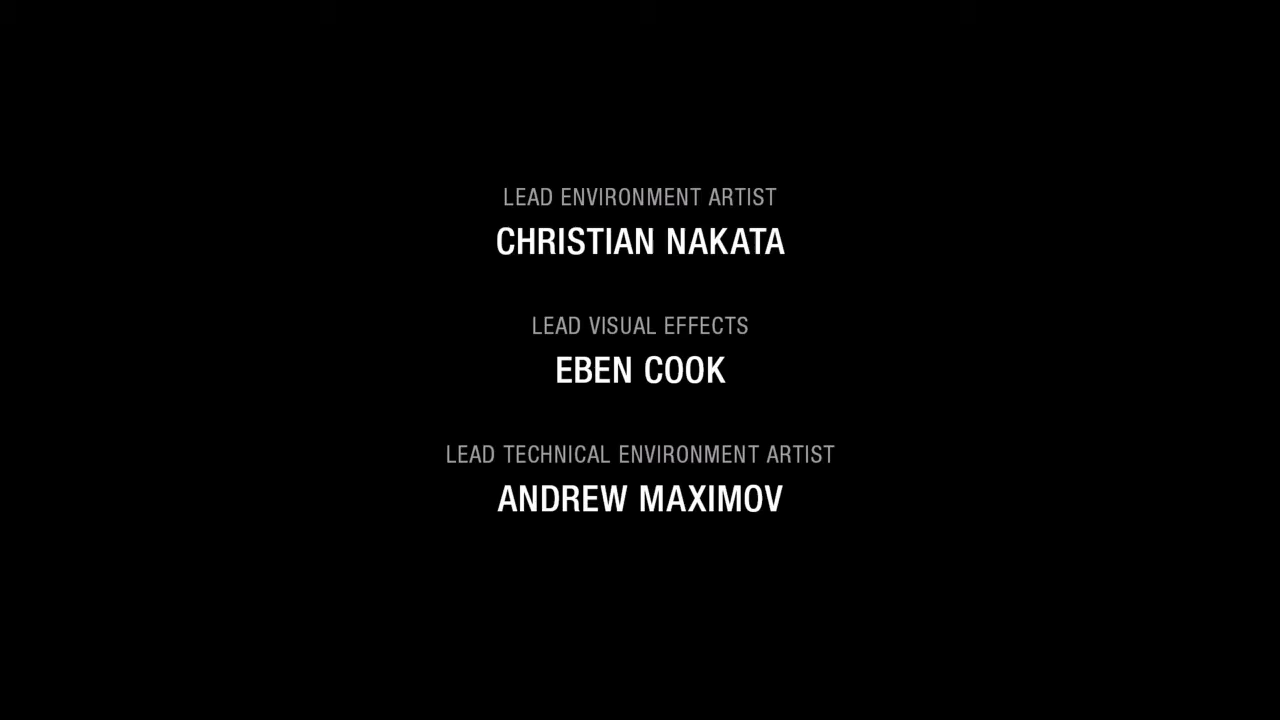 LEAD ENVIRONMENT ARTIST
CHRISTIAN NAKATA
LEAD VISUAL EFFECTS
EBEN COOK
LEAD TECHNICAL ENVIRONMENT ARTIST
ANDREW MAXIMOV